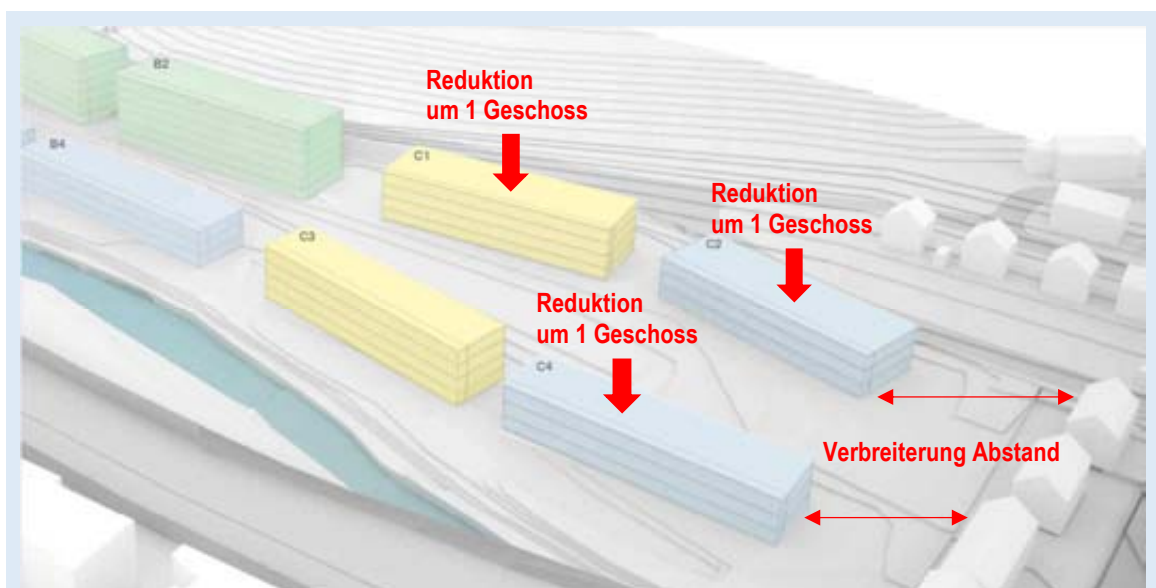 B2
Reduktion
um 1 Geschoss
B4
C1
Reduktion
um 1 Geschoss
C3
C2
Reduktion
um 1 Geschoss
C4
Verbreiterung Abstand